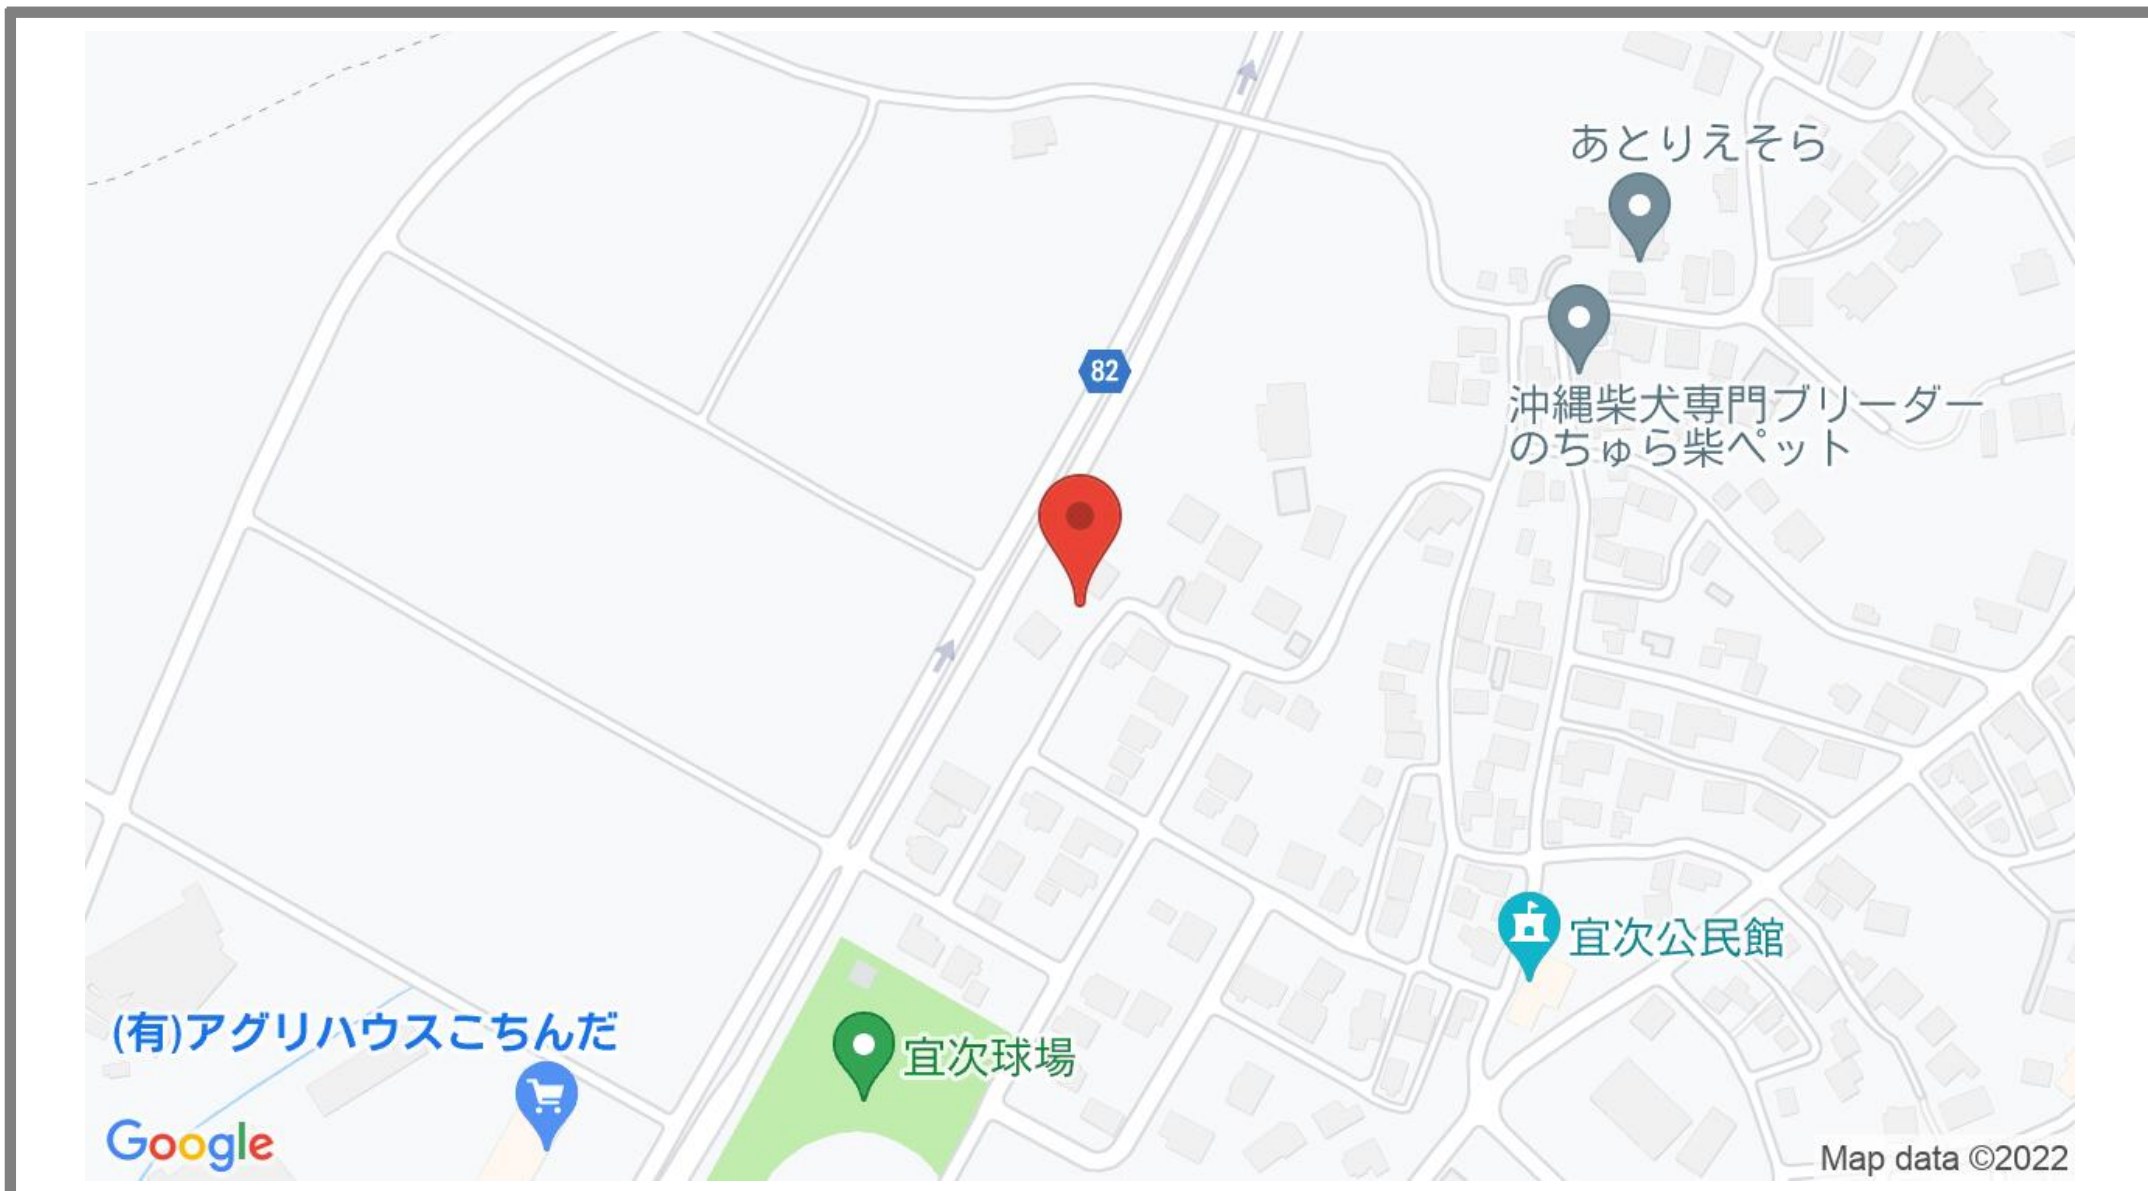 あとりえそら
82
沖縄柴犬専門ブリーダー
のちゅら柴ペット
宜次公民館
(有)アグリハウスこちんだ
宜次球場
Google
Map data ©2022